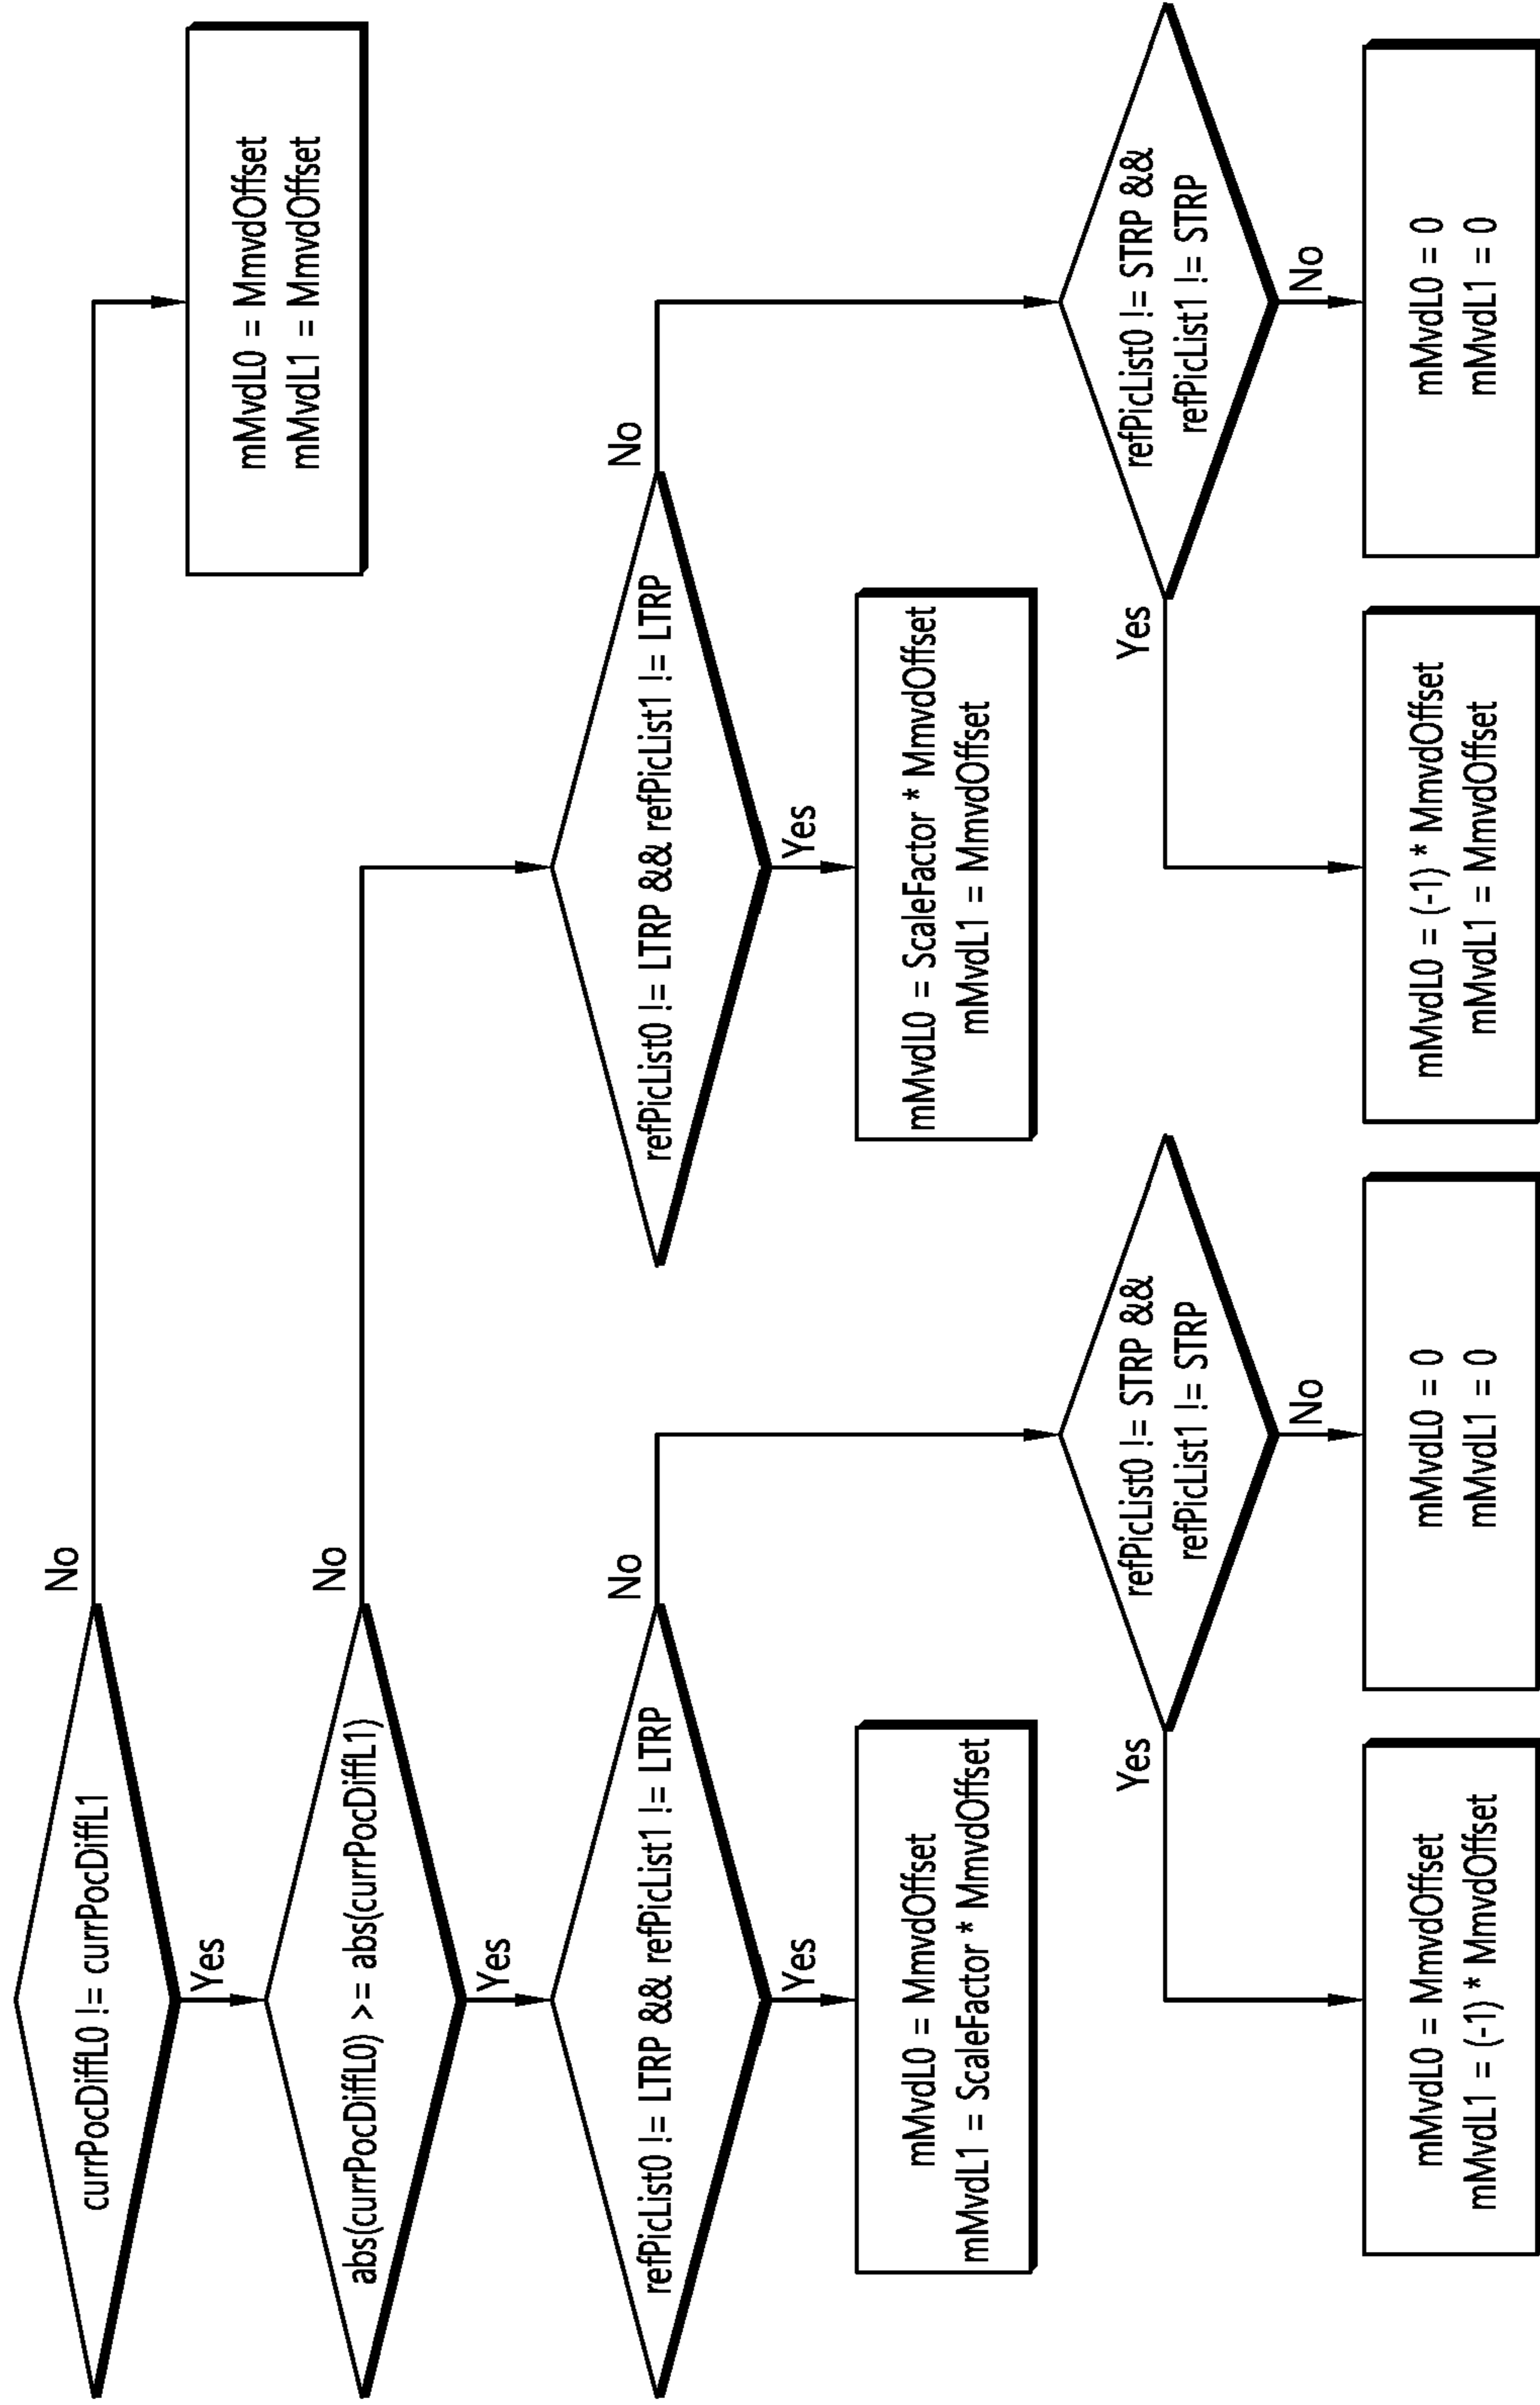 currPocDiffL0 != currPocDiffL1
No
Yes
mMvdL0 = MmvdOffset
mMvdL1 = MmvdOffset
abs(currPocDiffL0) >= abs(currPocDiffL1)
No
Yes
refPicList0 != LTRP && refPicList1 != LTRP
No
Yes
refPicList0 != LTRP && refPicList1 != LTRP
No
Yes
mMvdL0 = MmvdOffset
mMvdL1 = ScaleFactor * MmvdOffset
mMvdL0 = ScaleFactor * MmvdOffset
mMvdL1 = MmvdOffset
refPicList0 != STRP &&
refPicList1 != STRP
Yes
No
refPicList0 != STRP &&
refPicList1 != STRP
Yes
No
mMvdL0 = MmvdOffset
mMvdL1 = (-1) * MmvdOffset
mMvdL0 = 0
mMvdL1 = 0
mMvdL0 = (-1) * MmvdOffset
mMvdL1 = MmvdOffset
mMvdL0 = 0
mMvdL1 = 0